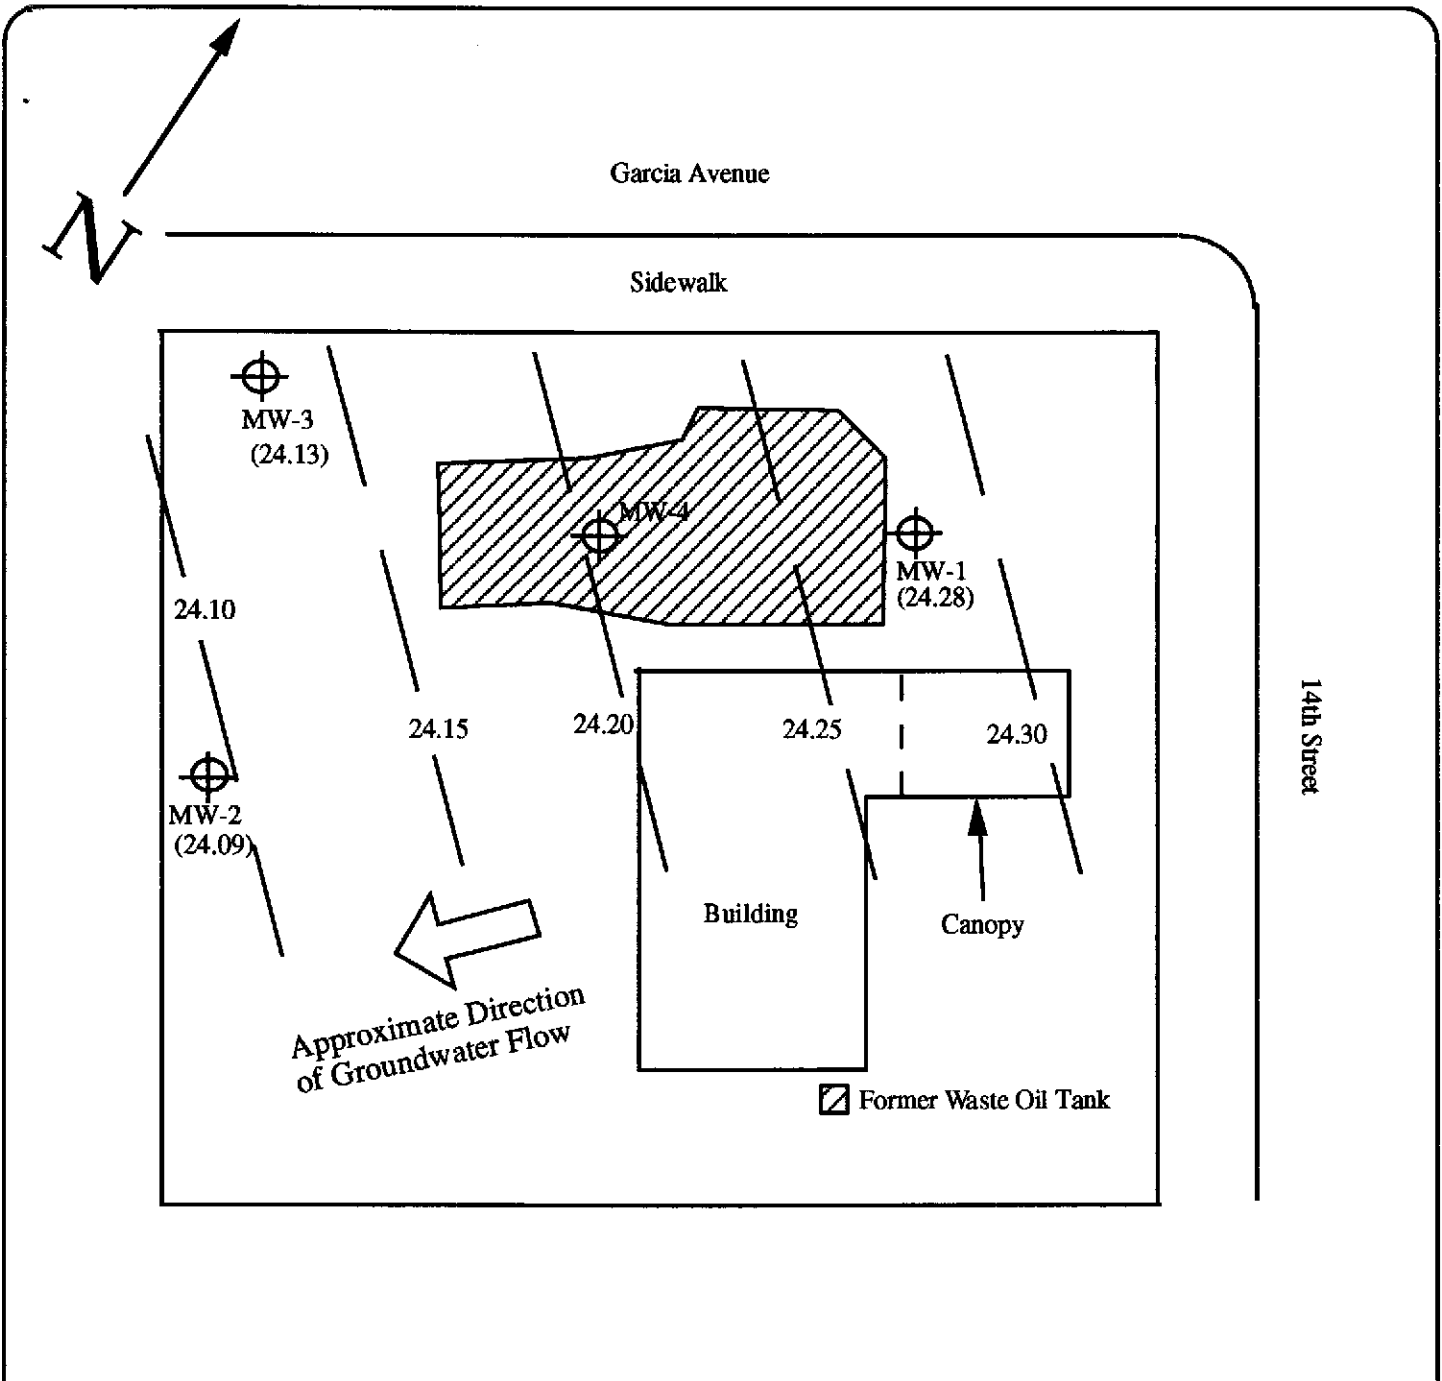 N
Garcia Avenue
Sidewalk
MW-3
(24.13)
MW-4
MW-1
(24.28)
24.10
24.15
24.20
24.25
24.30
14th Street
MW-2
(24.09)
Building
Canopy
Approximate Direction
of Groundwater Flow
Former Waste Oil Tank